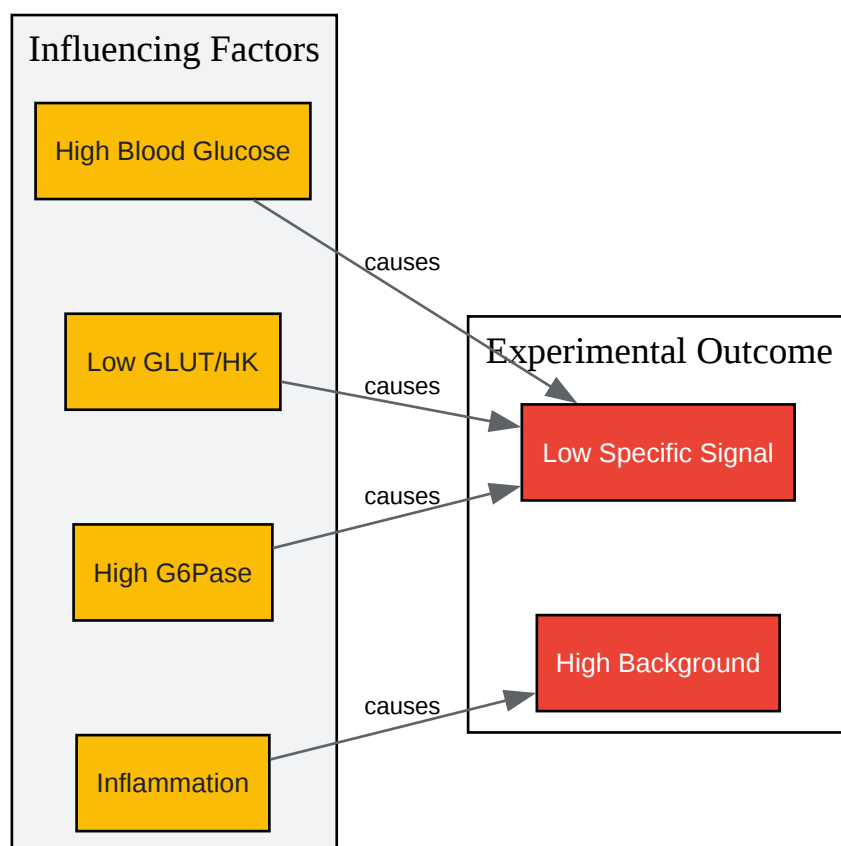 Influencing Factors
High Blood Glucose
causes
Low GLUT/HK
causes
High G6Pase
causes
Inflammation
causes
Experimental Outcome
Low Specific Signal
High Background